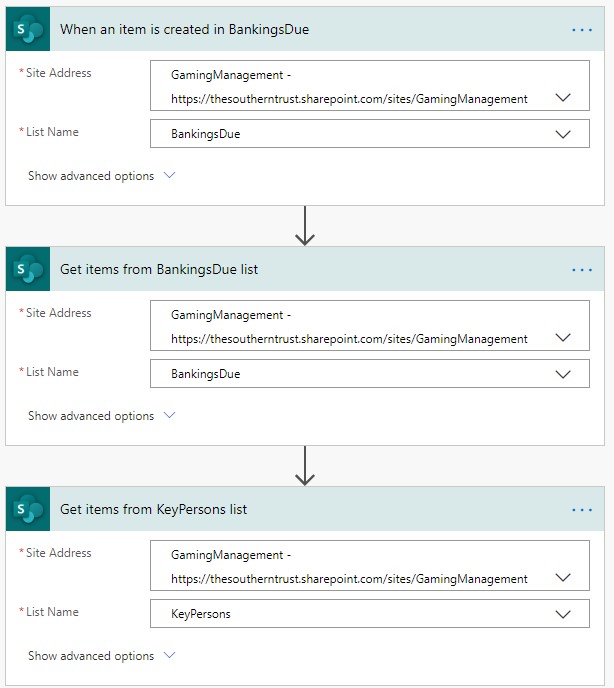 When an item is created in BankingsDue
* Site Address
GamingManagement -
https://thesoutherntrust.sharepoint.com/sites/GamingManagement
* List Name
BankingsDue
Show advanced options
Get items from BankingsDue list
* Site Address
GamingManagement -
https://thesoutherntrust.sharepoint.com/sites/GamingManagement
* List Name
BankingsDue
Show advanced options
Get items from KeyPersons list
* Site Address
GamingManagement -
https://thesoutherntrust.sharepoint.com/sites/GamingManagement
* List Name
KeyPersons
Show advanced options